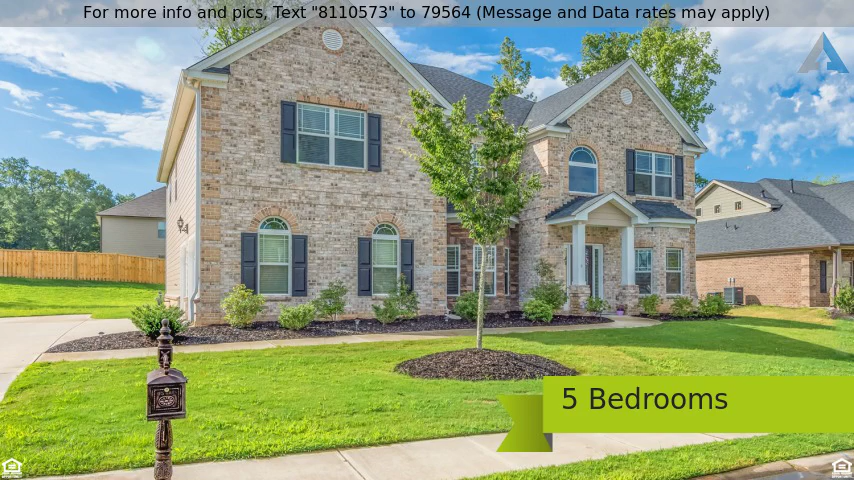 For more info and pics, Text "8110573" to 79564 (Message and Data rates may apply)
5 Bedrooms